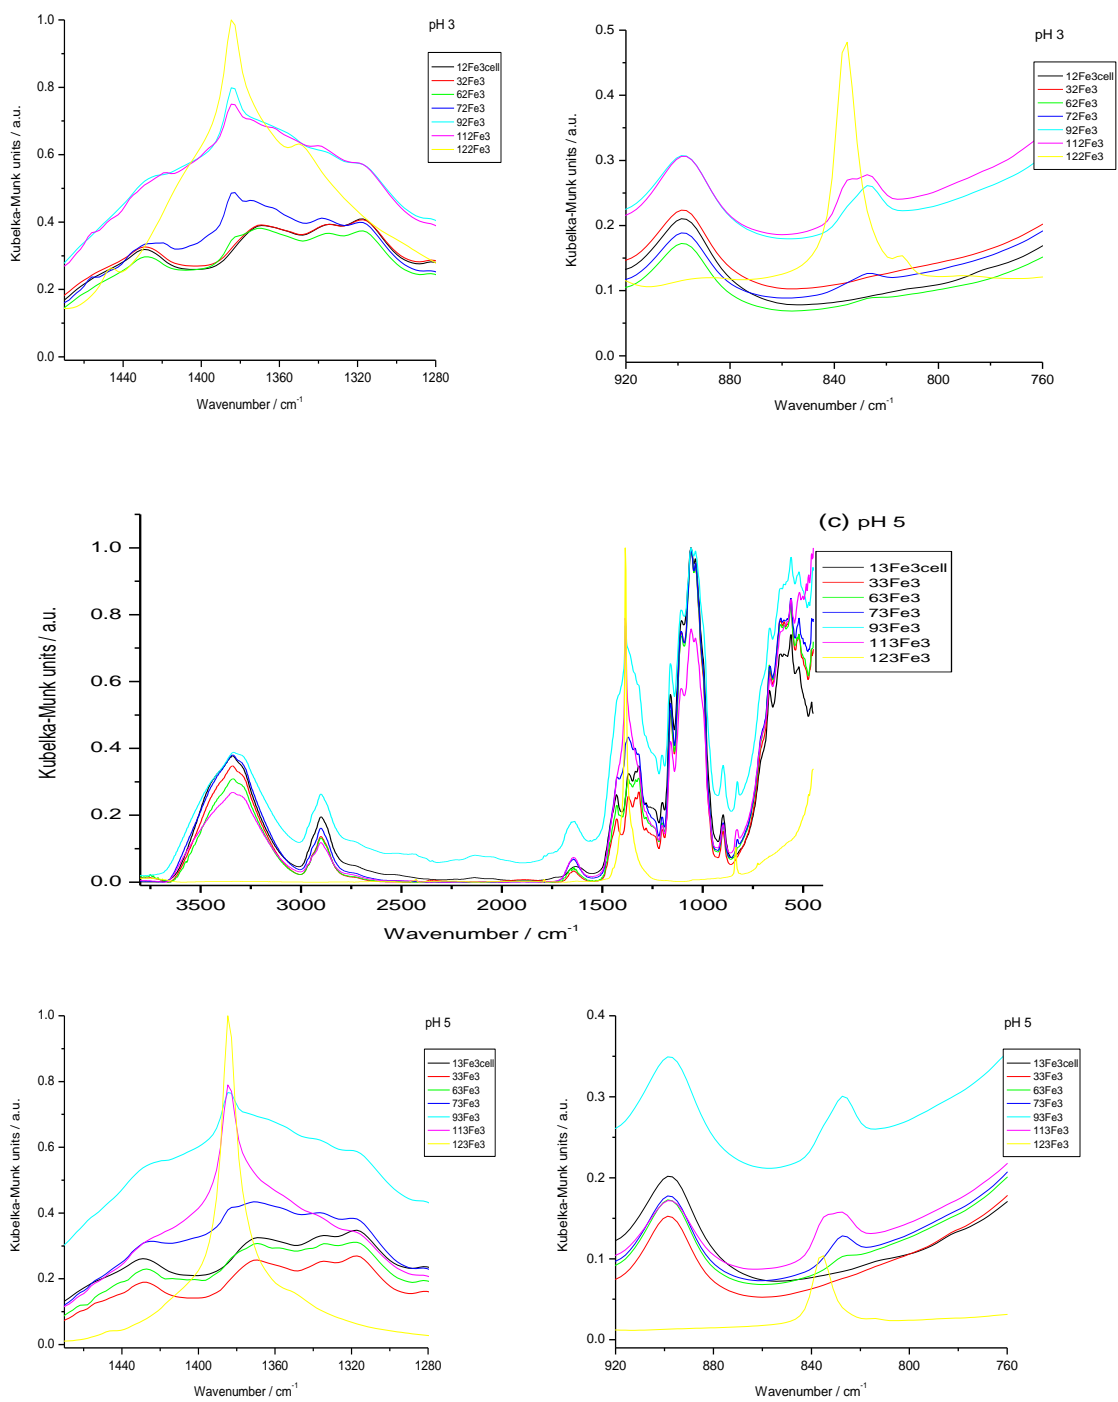 pH 3
12Fe3cell
32Fe3
62Fe3
72Fe3
92Fe3
112Fe3
122Fe3
Kubelka-Munk units / a.u.
1.0
0.8
0.6
0.4
0.2
0.0
1440 1400 1360 1320 1280
Wavenumber / cm-1
pH 3
12Fe3cell
32Fe3
62Fe3
72Fe3
92Fe3
112Fe3
122Fe3
Kubelka-Munk units / a.u.
0.5
0.4
0.3
0.2
0.1
0.0
920 880 840 800 760
Wavenumber / cm-1
(c) pH 5
13Fe3cell
33Fe3
63Fe3
73Fe3
93Fe3
113Fe3
123Fe3
Kubelka-Munk units / a.u.
1.0
0.8
0.6
0.4
0.2
0.0
3500 3000 2500 2000 1500 1000 500
Wavenumber / cm-1
pH 5
13Fe3cell
33Fe3
63Fe3
73Fe3
93Fe3
113Fe3
123Fe3
Kubelka-Munk units / a.u.
1.0
0.8
0.6
0.4
0.2
0.0
1440 1400 1360 1320 1280
Wavenumber / cm-1
pH 5
13Fe3cell
33Fe3
63Fe3
73Fe3
93Fe3
113Fe3
123Fe3
Kubelka-Munk units / a.u.
0.4
0.3
0.2
0.1
0.0
920 880 840 800 760
Wavenumber / cm-1